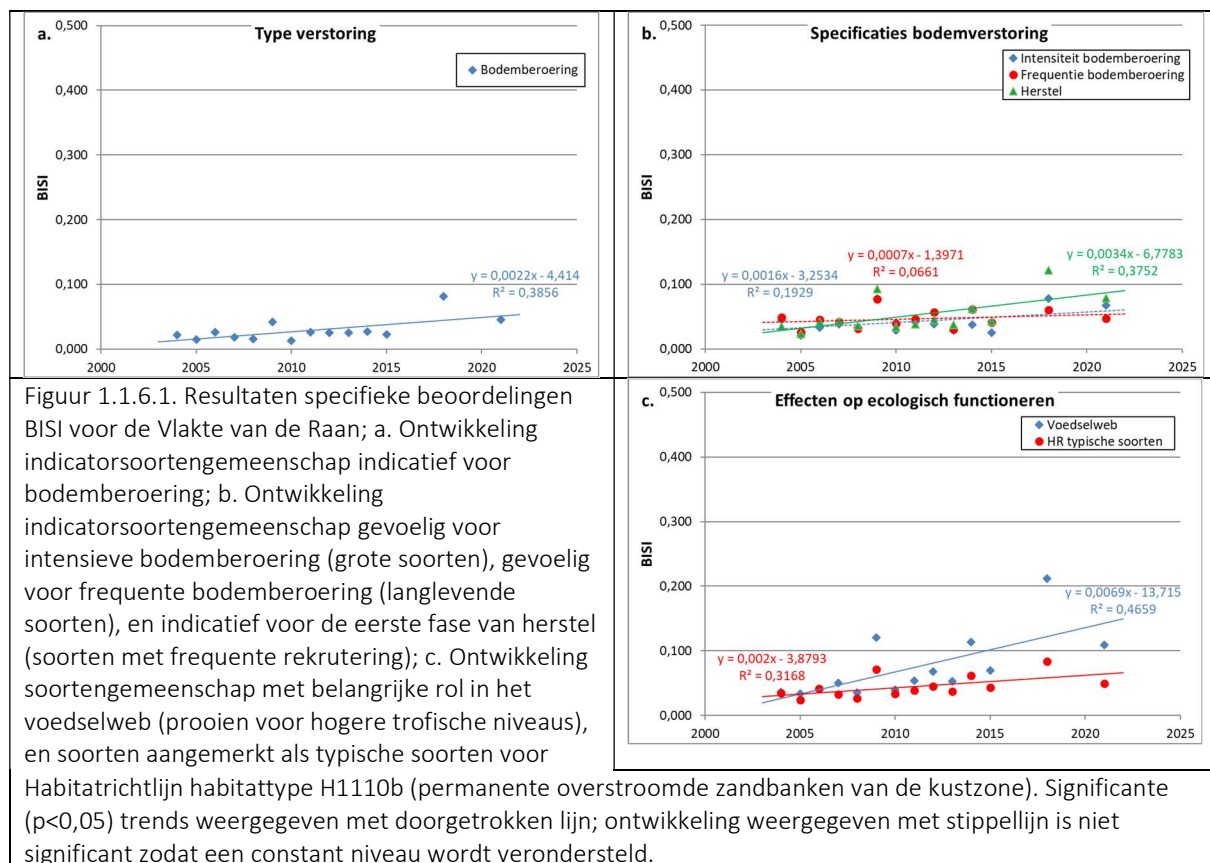 a.
Type verstoring
Bodemberoering
BISI
0,500
0,400
0,300
0,200
0,100
0,000
y = 0,0022x - 4,414
R² = 0,3856
2000
2005
2010
2015
2020
2025
b.
Specificaties bodemverstoring
Intensiteit bodemberoering
Frequentie bodemberoering
Herstel
BISI
0,500
0,400
0,300
0,200
0,100
0,000
y = 0,0016x - 3,2534
R² = 0,1929
y = 0,0007x - 1,3971
R² = 0,0661
y = 0,0034x - 6,7783
R² = 0,3752
2000
2005
2010
2015
2020
2025
c.
Effecten op ecologisch functioneren
Voedselweb
HR typische soorten
BISI
0,500
0,400
0,300
0,200
0,100
0,000
y = 0,002x - 3,8793
R² = 0,3168
y = 0,0069x - 13,715
R² = 0,4659
2000
2005
2010
2015
2020
2025
Figuur 1.1.6.1. Resultaten specifieke beoordelingen
BISI voor de Vlakte van de Raan; a. Ontwikkeling
indicatorsoortengemeenschap indicatief voor
bodemberoering; b. Ontwikkeling
indicatorsoortengemeenschap gevoelig voor
intensieve bodemberoering (grote soorten), gevoelig
voor frequente bodemberoering (langlevende
soorten), en indicatief voor de eerste fase van herstel
(soorten met frequente rekrutering); c. Ontwikkeling
soortengemeenschap met belangrijke rol in het
voedselweb (prooien voor hogere trofische niveaus),
en soorten aangemerkt als typische soorten voor
Habitatrichtlijn habitattype H1110b (permanente overstroomde zandbanken van de kustzone). Significante
(p<0,05) trends weergegeven met doorgetrokken lijn; ontwikkeling weergegeven met stippellijn is niet
significant zodat een constant niveau wordt verondersteld.